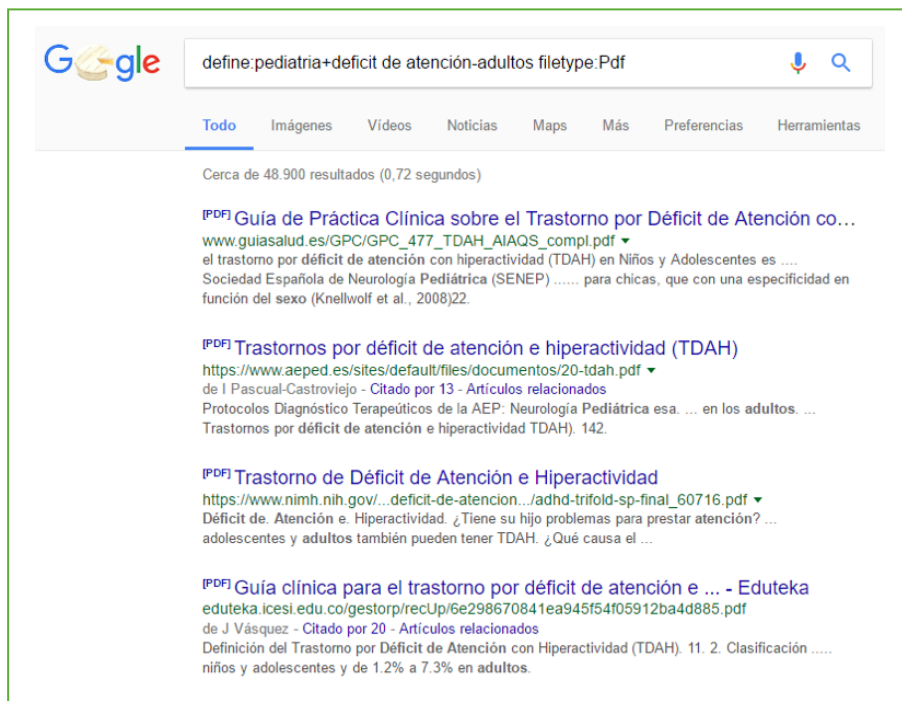 Google
define:pediatria+deficit de atención-adultos filetype:Pdf
Todo Imágenes Vídeos Noticias Maps Más Preferencias Herramientas
Cerca de 48.900 resultados (0,72 segundos)
[PDF] Guía de Práctica Clínica sobre el Trastorno por Déficit de Atención co...
www.guiasalud.es/GPC/GPC_477_TDAH_AIAQS_compl.pdf
el trastorno por déficit de atención con hiperactividad (TDAH) en Niños y Adolescentes es ....
Sociedad Española de Neurología Pediátrica (SENEP) ...... para chicas, que con una especificidad en
función del sexo (Knellwolf et al., 2008)22.
[PDF] Trastornos por déficit de atención e hiperactividad (TDAH)
https://www.aeped.es/sites/default/files/documentos/20-tdah.pdf
de I Pascual-Castroviejo - Citado por 13 - Artículos relacionados
Protocolos Diagnóstico Terapeúticos de la AEP: Neurología Pediátrica esa. ... en los adultos. ...
Trastornos por déficit de atención e hiperactividad TDAH). 142.
[PDF] Trastorno de Déficit de Atención e Hiperactividad
https://www.nimh.nih.gov/...deficit-de-atencion.../adhd-trifold-sp-final_60716.pdf
Déficit de. Atención e. Hiperactividad. ¿Tiene su hijo problemas para prestar atención? ...
adolescentes y adultos también pueden tener TDAH. ¿Qué causa el ...
[PDF] Guía clínica para el trastorno por déficit de atención e ... - Eduteka
eduteka.icesi.edu.co/gestorp/recUp/6e298670841ea945f54f05912ba4d885.pdf
de J Vásquez - Citado por 20 - Artículos relacionados
Definición del Trastorno por Déficit de Atención con Hiperactividad (TDAH). 11. 2. Clasificación .....
niños y adolescentes y de 1.2% a 7.3% en adultos.